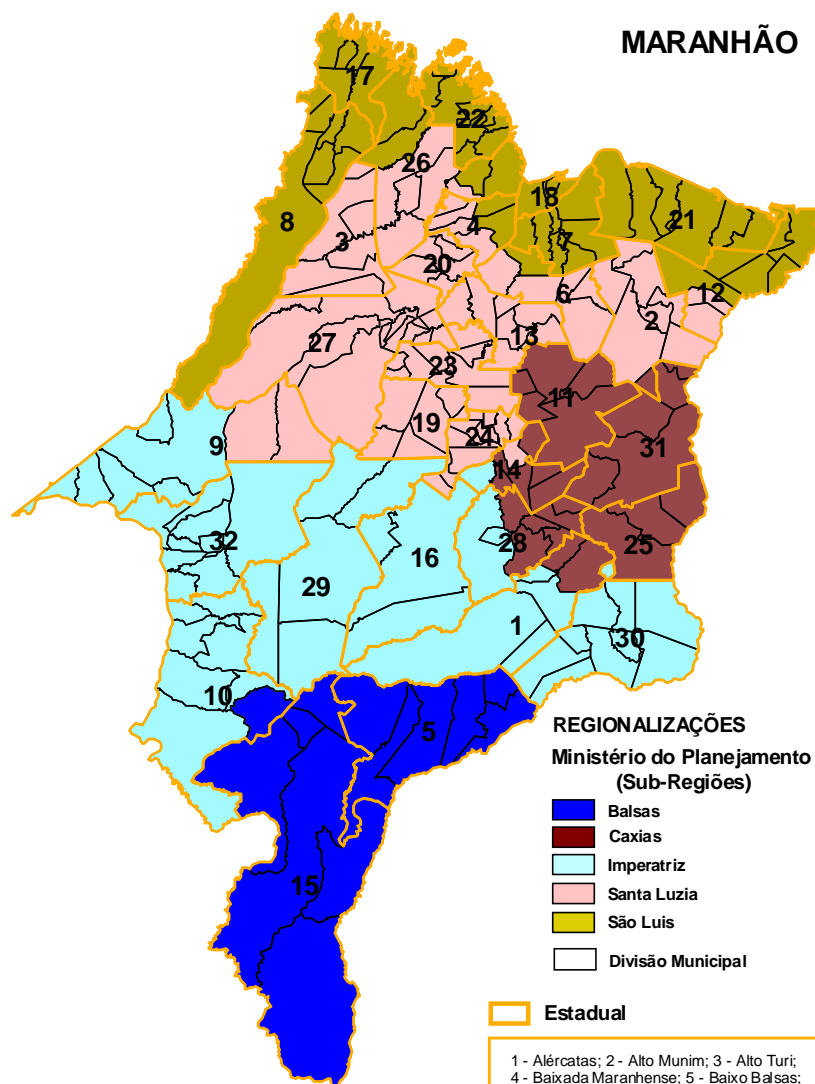 MARANHÃO
17
22
26
8
18
3
4
7
21
20
6
12
2
27
13
23
11
19
24
31
9
14
32
28
25
16
29
1
30
10
5
15
REGIONALIZAÇÕES
Ministério do Planejamento
(Sub-Regiões)
Balsas
Caxias
Imperatriz
Santa Luzia
São Luis
Divisão Municipal
Estadual
1 - Alércatas; 2 - Alto Munim; 3 - Alto Turi;
4 - Baixada Maranhense; 5 - Baixo Balsas;